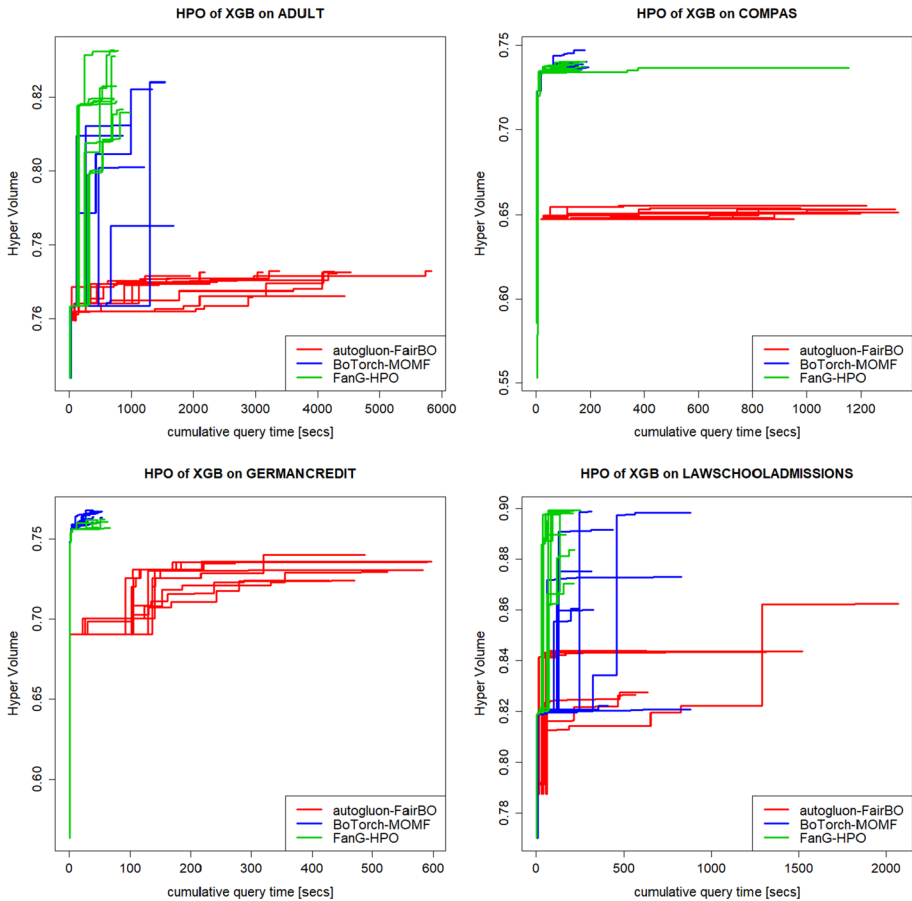 HPO of XGB on ADULT
Hyper Volume
0.82
0.80
0.78
0.76
0 1000 2000 3000 4000 5000 6000
cumulative query time [secs]
autogluon-FairBO
BoTorch-MOMF
FanG-HPO
HPO of XGB on COMPAS
Hyper Volume
0.75
0.70
0.65
0.60
0.55
0 200 400 600 800 1000 1200
cumulative query time [secs]
autogluon-FairBO
BoTorch-MOMF
FanG-HPO
HPO of XGB on GERMANCREDIT
Hyper Volume
0.75
0.70
0.65
0.60
0 100 200 300 400 500 600
cumulative query time [secs]
autogluon-FairBO
BoTorch-MOMF
FanG-HPO
HPO of XGB on LAWSCHOOLADMISSIONS
Hyper Volume
0.90
0.88
0.86
0.84
0.82
0.80
0.78
0 500 1000 1500 2000
cumulative query time [secs]
autogluon-FairBO
BoTorch-MOMF
FanG-HPO